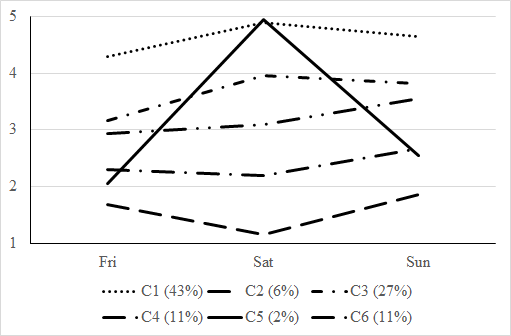 5
4
3
2
1
Fri Sat Sun
C1 (43%) C2 (6%) C3 (27%)
C4 (11%) C5 (2%) C6 (11%)